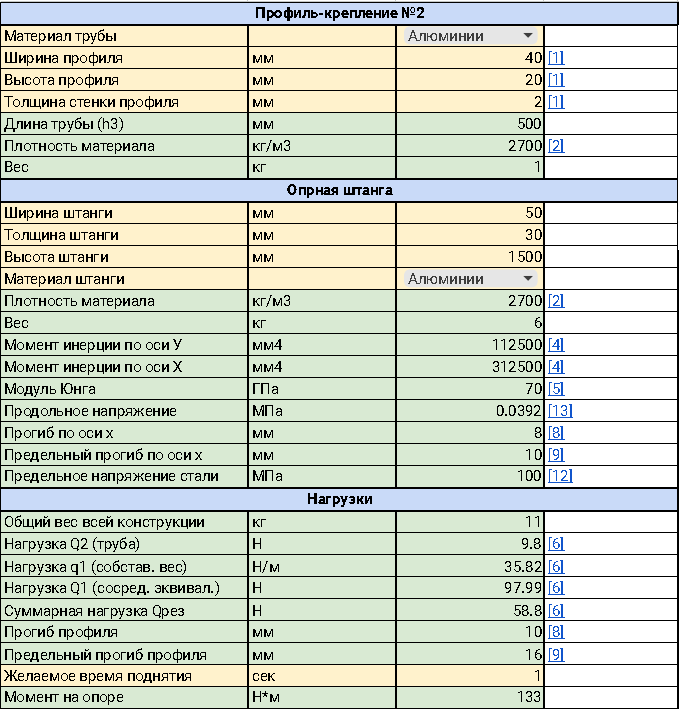 Профиль-крепление №2
Материал трубы Алюминии
Ширина профиля мм 40 [1]
Высота профиля мм 20 [1]
Толщина стенки профиля мм 2 [1]
Длина трубы (h3) мм 500
Плотность материала кг/м3 2700 [2]
Вес кг 1
Опрная штанга
Ширина штанги мм 50
Толщина штанги мм 30
Высота штанги мм 1500
Материал штанги Алюминии
Плотность материала кг/м3 2700 [2]
Вес кг 6
Момент инерции по оси У мм4 112500 [4]
Момент инерции по оси Х мм4 312500 [4]
Модуль Юнга ГПа 70 [5]
Продольное напряжение МПа 0.0392 [13]
Прогиб по оси х мм 8 [8]
Предельный прогиб по оси х мм 10 [9]
Предельное напряжение стали МПа 100 [12]
Нагрузки
Общий вес всей конструкции кг 11
Нагрузка Q2 (труба) Н 9.8 [6]
Нагрузка q1 (собстав. вес) Н/м 35.82 [6]
Нагрузка Q1 (сосред. эквивал.) Н 97.99 [6]
Суммарная нагрузка Qрез Н 58.8 [6]
Прогиб профиля мм 10 [8]
Предельный прогиб профиля мм 16 [9]
Желаемое время поднятия сек 1
Момент на опоре Н*м 133